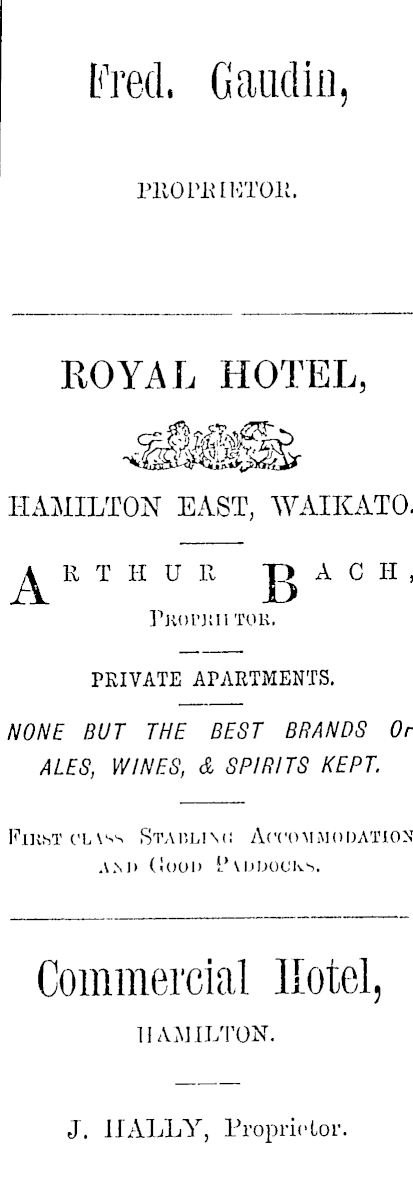 Fred. Gaudin,
PROPRIETOR.
ROYAL HOTEL,
HAMILTON EAST, WAIKATO.
ARTHUR BACH,
PROPRIETOR.
PRIVATE APARTMENTS.
NONE BUT THE BEST BRANDS OF
ALES, WINES, & SPIRITS KEPT.
FIRST CLASS STABLING ACCOMMODATION
AND GOOD PADDOCKS.
Commercial Hotel,
HAMILTON.
J. HALLY, Proprietor.